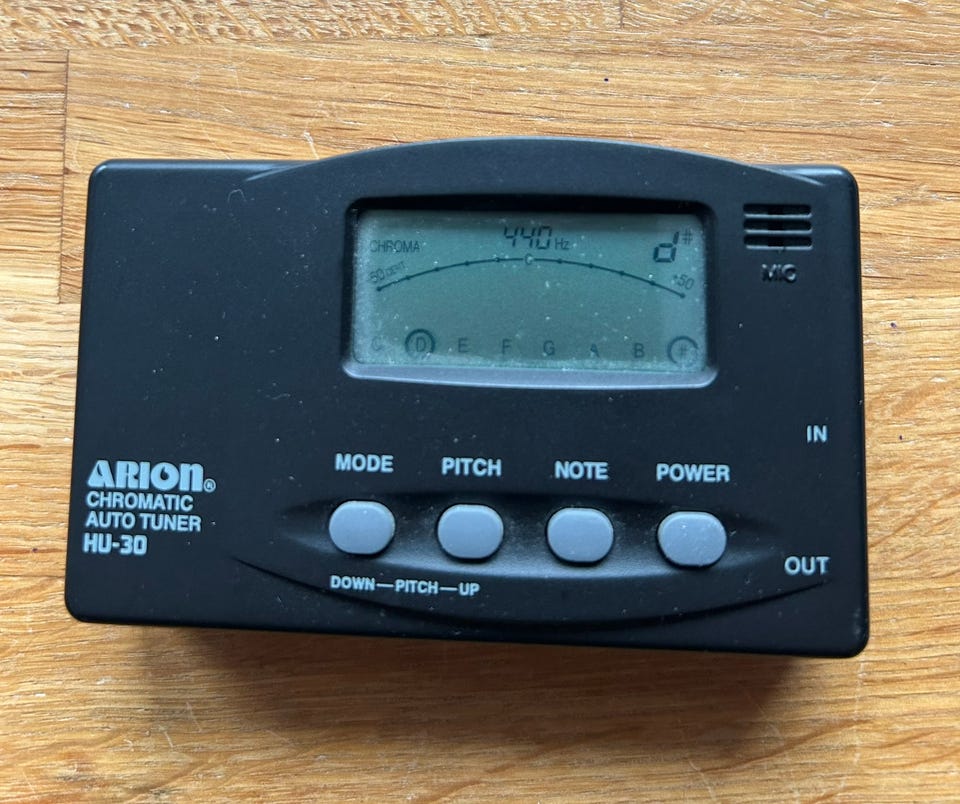 440 Hz
CHROMA
d#
50 CENT
+50
C D E F G A B #
MIC
IN
MODE PITCH NOTE POWER
ARION®
CHROMATIC
AUTO TUNER
HU-30
OUT
DOWN—PITCH—UP